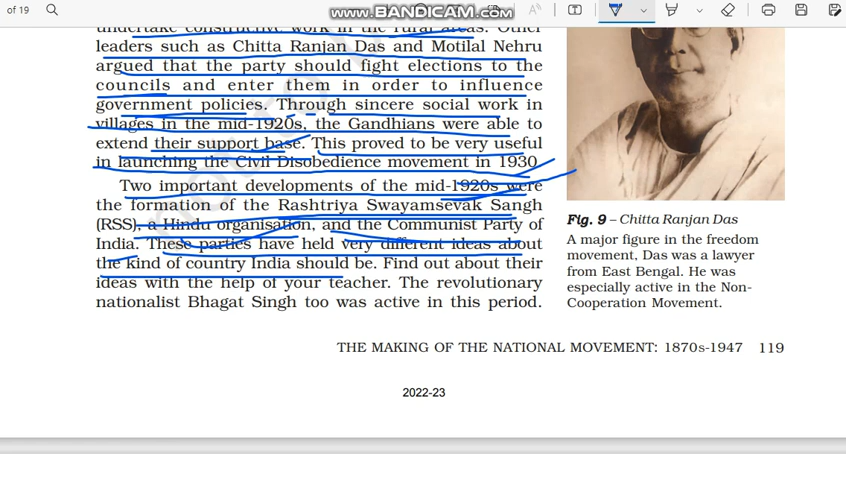 of 19
WWW.BANDICAM.COM
undertake constructive work in the rural areas. Other
leaders such as Chitta Ranjan Das and Motilal Nehru
argued that the party should fight elections to the
councils and enter them in order to influence
government policies. Through sincere social work in
villages in the mid-1920s, the Gandhians were able to
extend their support base. This proved to be very useful
in launching the Civil Disobedience movement in 1930.
Two important developments of the mid-1920s were
the formation of the Rashtriya Swayamsevak Sangh
(RSS), a Hindu organisation, and the Communist Party of
India. These parties have held very different ideas about
the kind of country India should be. Find out about their
ideas with the help of your teacher. The revolutionary
nationalist Bhagat Singh too was active in this period.
Fig. 9 – Chitta Ranjan Das
A major figure in the freedom
movement, Das was a lawyer
from East Bengal. He was
especially active in the Non-
Cooperation Movement.
THE MAKING OF THE NATIONAL MOVEMENT: 1870s-1947 119
2022-23